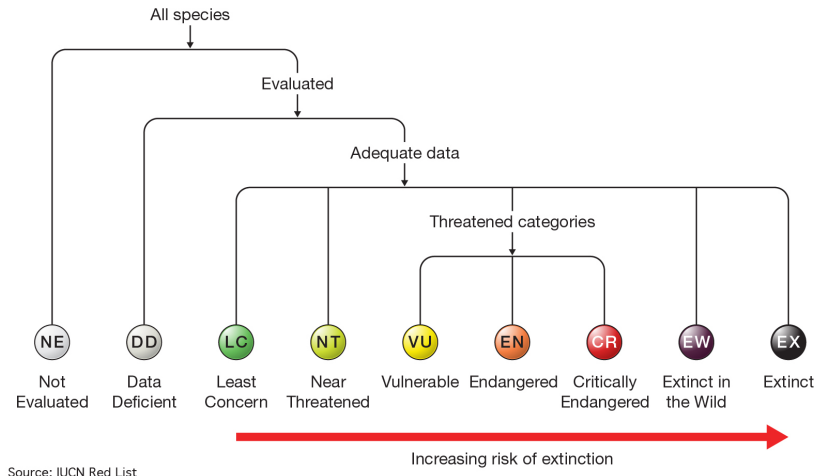 All species
Evaluated
Adequate data
Threatened categories
NE
DD
LC
NT
VU
EN
CR
EW
EX
Not
Evaluated
Data
Deficient
Least
Concern
Near
Threatened
Vulnerable
Endangered
Critically
Endangered
Extinct in
the Wild
Extinct
Increasing risk of extinction
Source: IUCN Red List